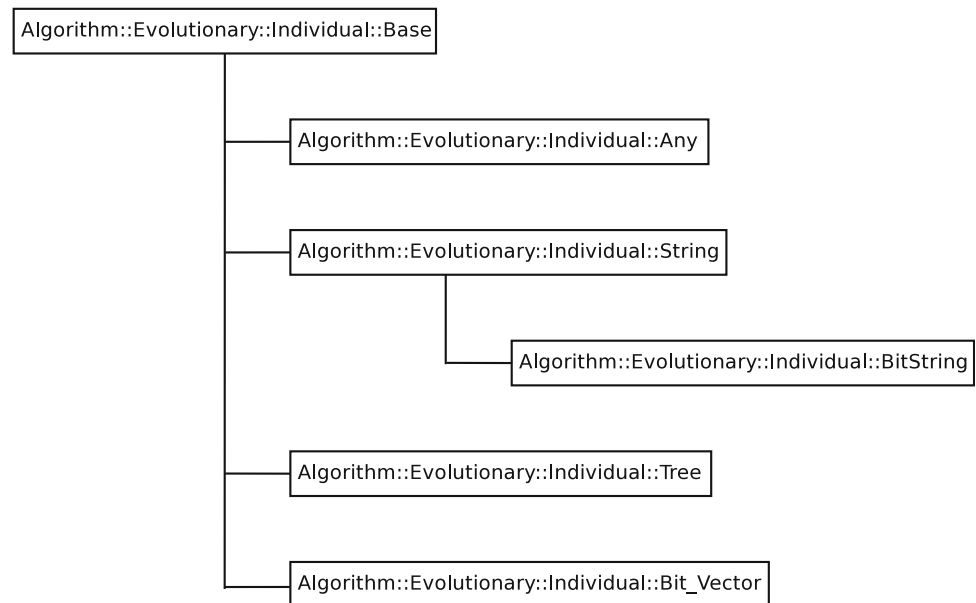 Algorithm::Evolutionary::Individual::Base
Algorithm::Evolutionary::Individual::Any
Algorithm::Evolutionary::Individual::String
Algorithm::Evolutionary::Individual::BitString
Algorithm::Evolutionary::Individual::Tree
Algorithm::Evolutionary::Individual::Bit_Vector